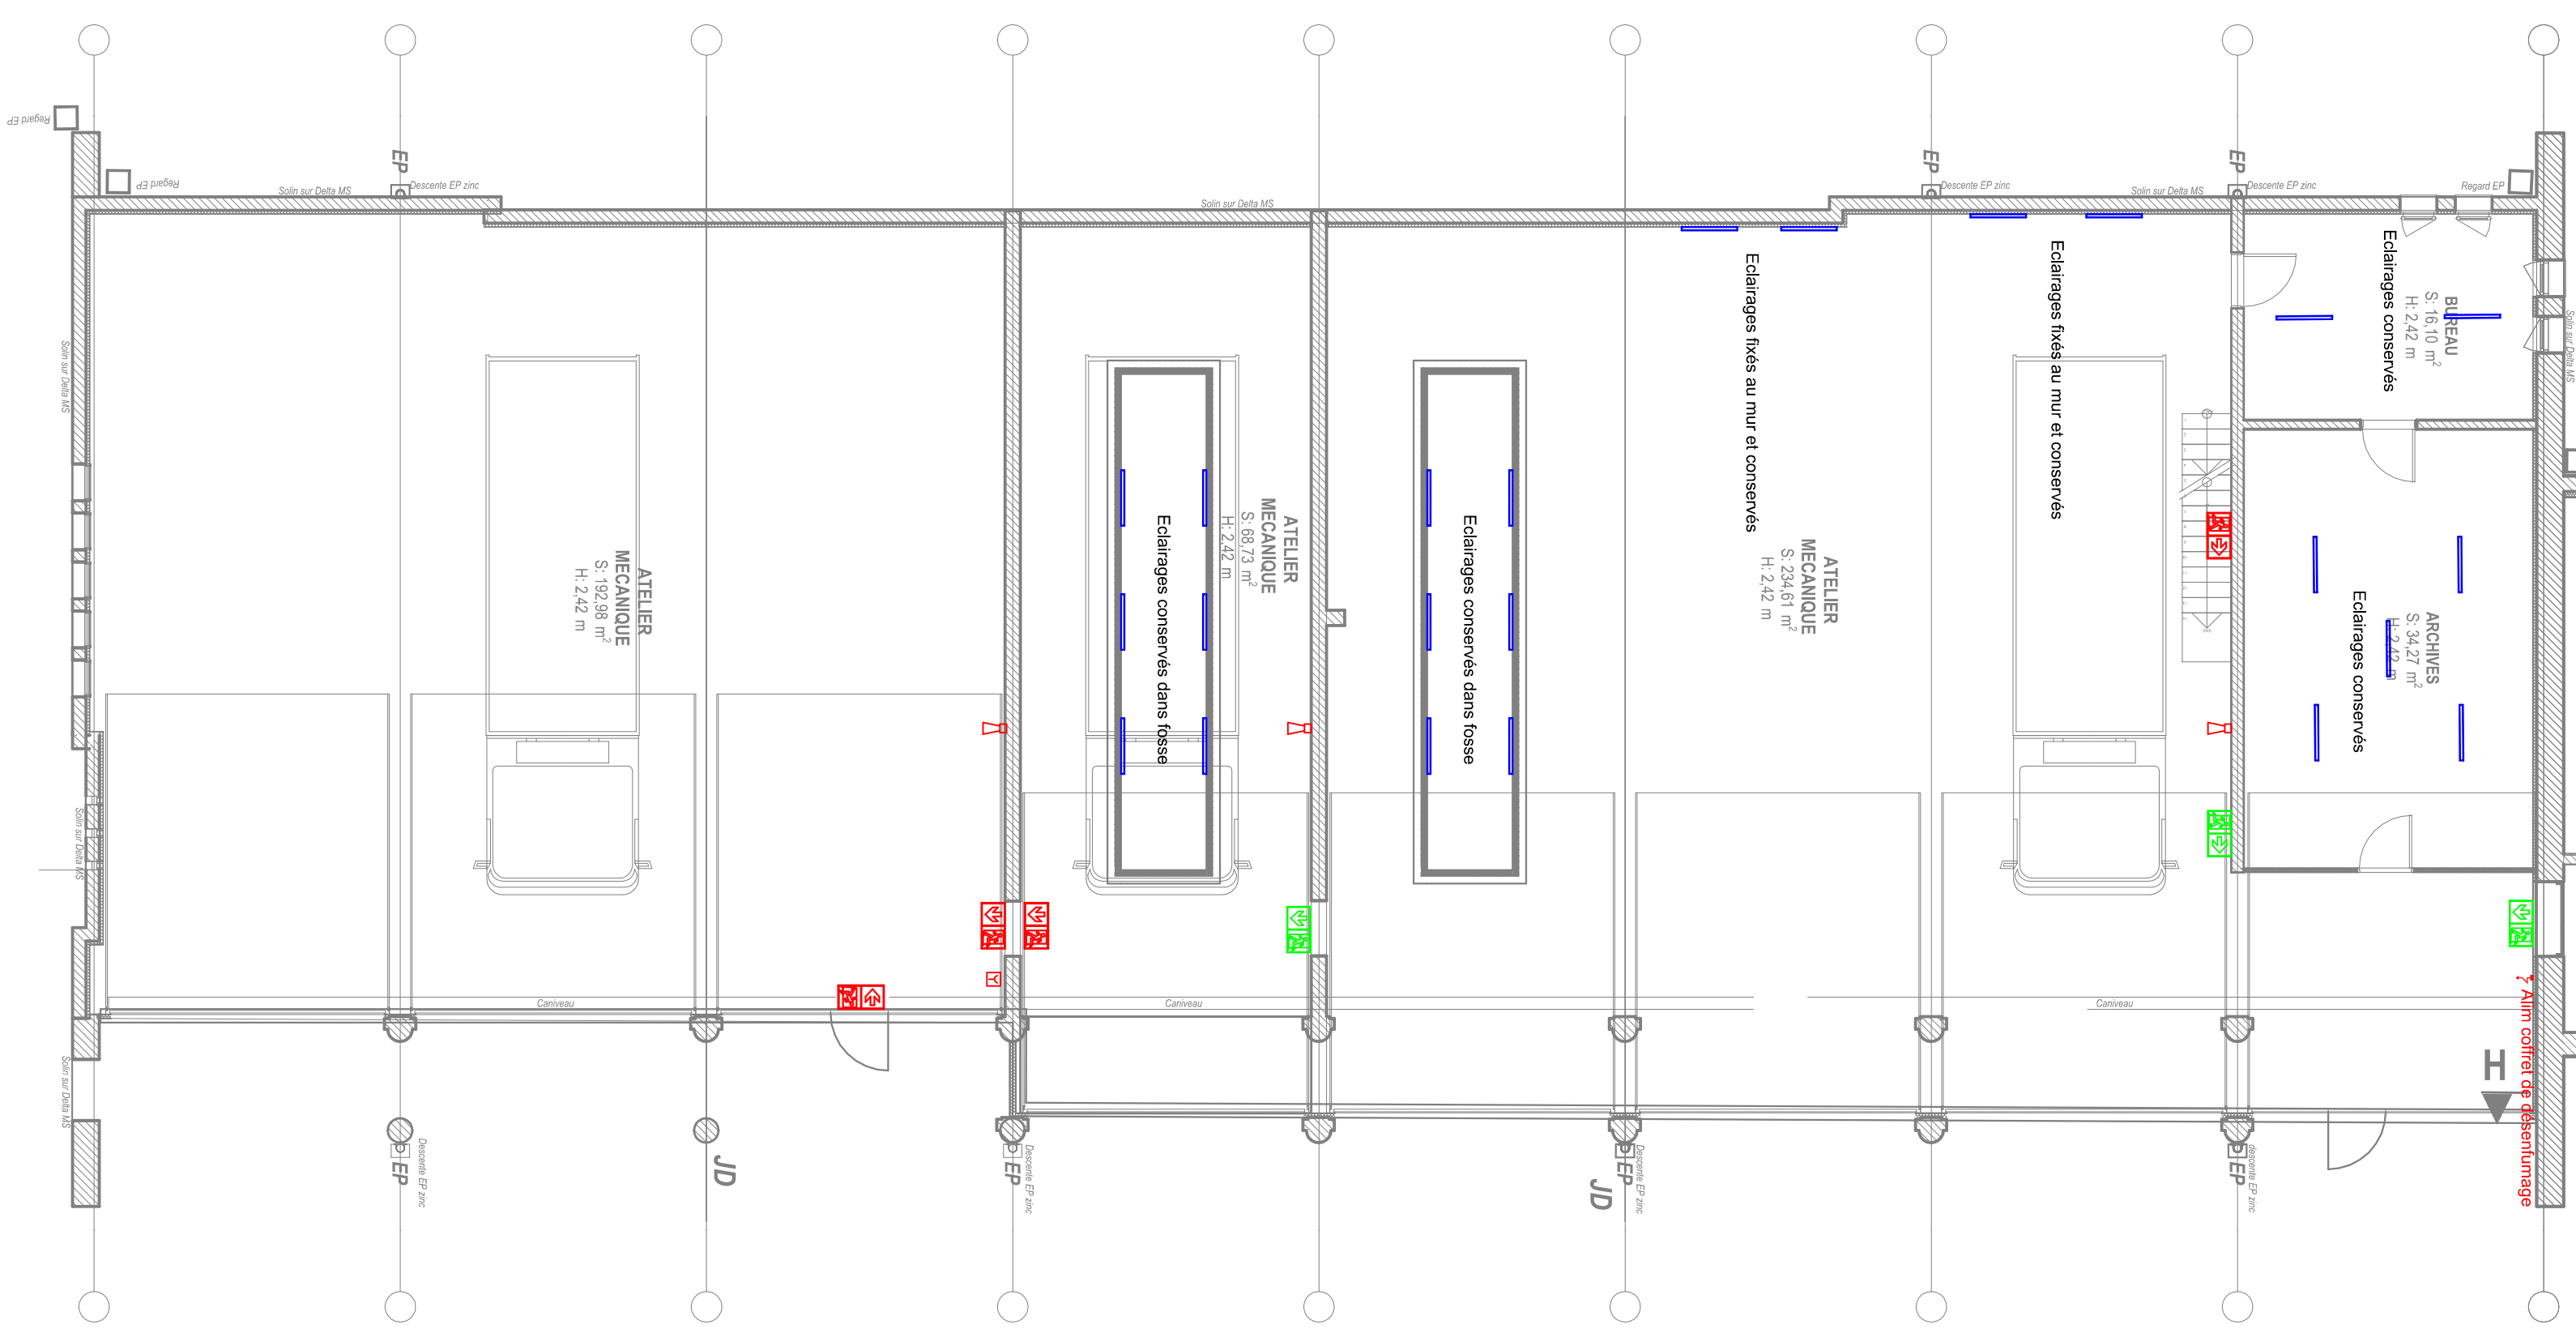 Regard EP
Regard EP
Solin sur Delta MS
EP
Descente EP zinc
Solin sur Delta MS
EP
Descente EP zinc
Solin sur Delta MS
EP
Descente EP zinc
Regard EP
Solin sur Delta MS
Solin sur Delta MS
Solin sur Delta MS
Solin sur Delta MS
ATELIER
MECANIQUE
S: 192,98 m²
H: 2,42 m
Eclairages conservés dans fosse
ATELIER
MECANIQUE
S: 68,73 m²
H: 2,42 m
Eclairages conservés dans fosse
Eclairages fixés au mur et conservés
ATELIER
MECANIQUE
S: 234,61 m²
H: 2,42 m
Eclairages fixés au mur et conservés
Eclairages conservés
BUREAU
S: 16,10 m²
H: 2,42 m
Eclairages conservés
ARCHIVES
S: 34,27 m²
H: 2,42 m
Caniveau
Caniveau
Caniveau
Y
Alim coffret de désenfumage
H
EP
Descente EP zinc
JD
EP
Descente EP zinc
JD
EP
Descente EP zinc
EP
descente EP zinc